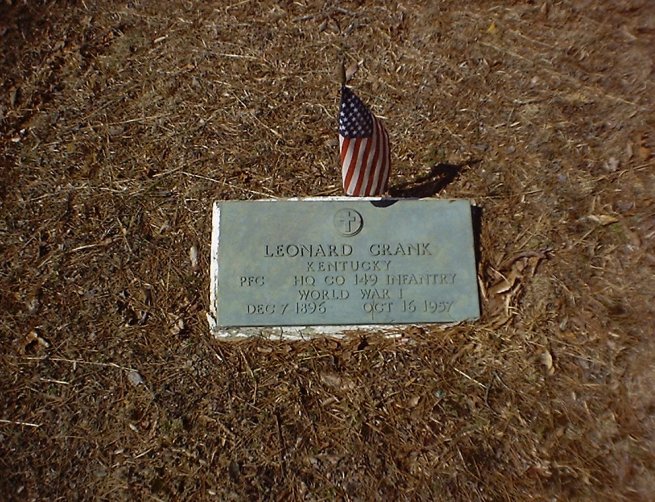 LEONARD CRANK
KENTUCKY
PFC HQ CO 149 INFANTRY
WORLD WAR I
DEC 7 1896 OCT 16 1957